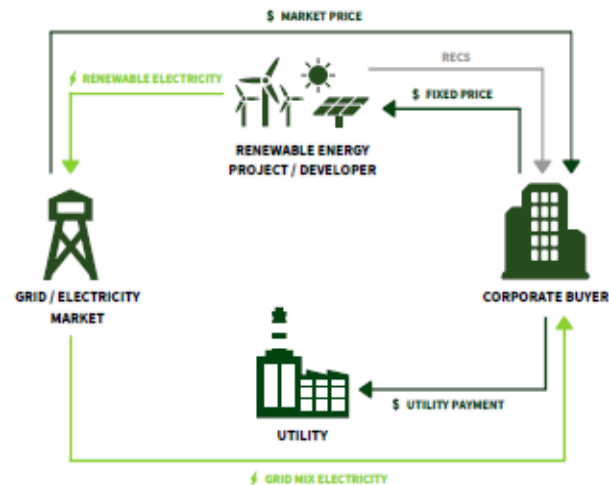 $ MARKET PRICE
RECS
⚡ RENEWABLE ELECTRICITY
$ FIXED PRICE
RENEWABLE ENERGY
PROJECT / DEVELOPER
GRID / ELECTRICITY
MARKET
CORPORATE BUYER
$ UTILITY PAYMENT
UTILITY
⚡ GRID MIX ELECTRICITY